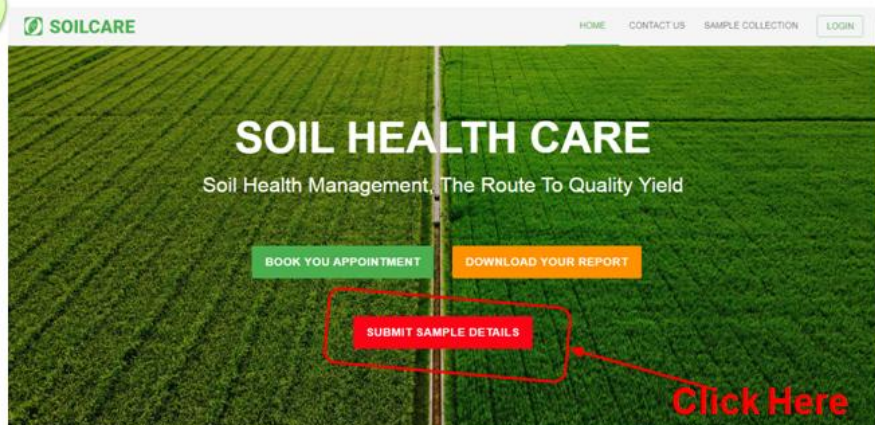 SOILCARE
HOME CONTACT US SAMPLE COLLECTION LOGIN
SOIL HEALTH CARE
Soil Health Management, The Route To Quality Yield
BOOK YOU APPOINTMENT DOWNLOAD YOUR REPORT
SUBMIT SAMPLE DETAILS
Click Here